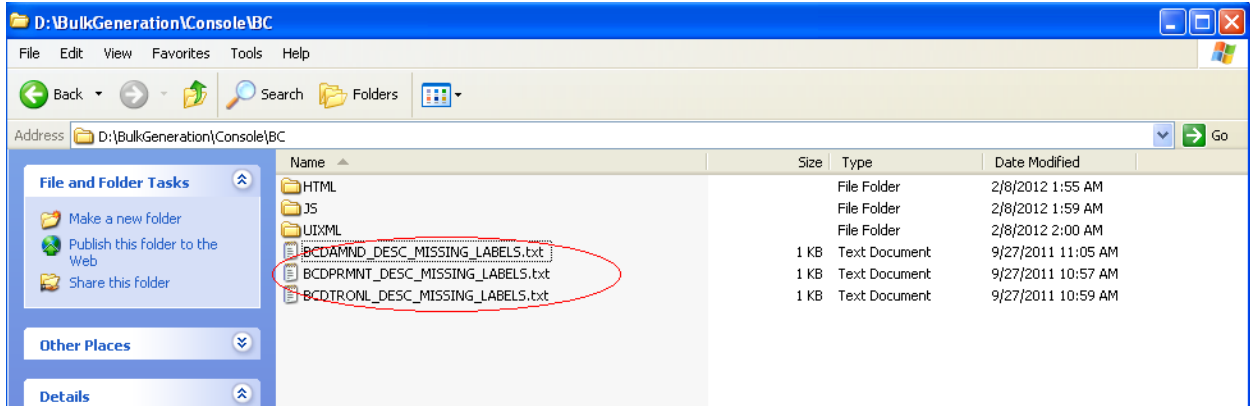 D:\BulkGeneration\Console\BC
File Edit View Favorites Tools Help
Back Search Folders
Address D:\BulkGeneration\Console\BC Go
Name Size Type Date Modified
File and Folder Tasks
Make a new folder
Publish this folder to the
Web
Share this folder
Other Places
Details
HTML File Folder 2/8/2012 1:55 AM
JS File Folder 2/8/2012 1:59 AM
UIXML File Folder 2/8/2012 2:00 AM
BCDAMND_DESC_MISSING_LABELS.txt 1 KB Text Document 9/27/2011 11:05 AM
BCDPRMNT_DESC_MISSING_LABELS.txt 1 KB Text Document 9/27/2011 10:57 AM
BCDTRONL_DESC_MISSING_LABELS.txt 1 KB Text Document 9/27/2011 10:59 AM